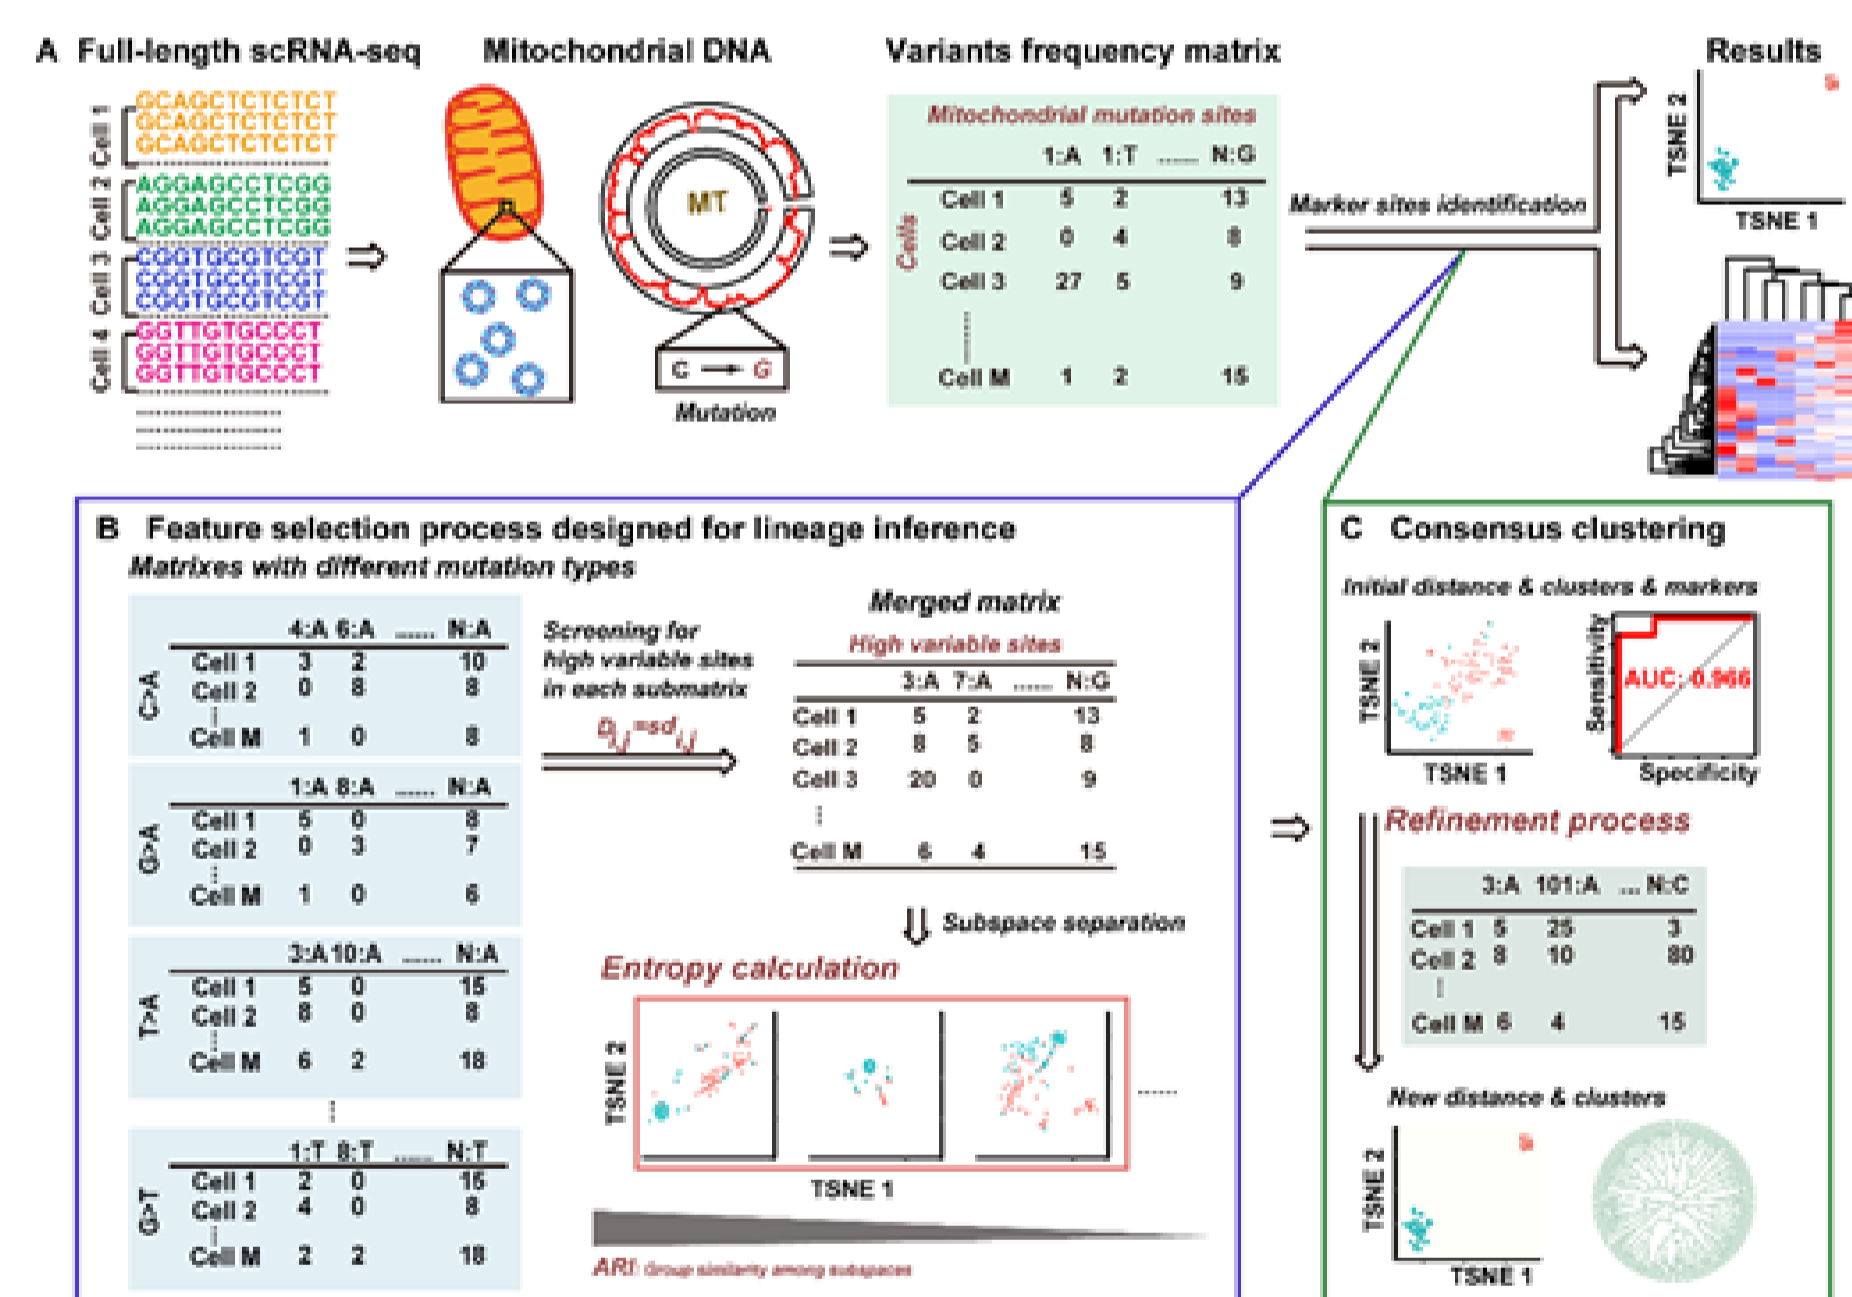 A Full-length scRNA-seq
Mitochondrial DNA
Variants frequency matrix
Results
Cell 1
GCAGCTCTCTCT
GCAGCTCTCTCT
GCAGCTCTCTCT
Cell 2
AGGAGCCTCGG
AGGAGCCTCGG
AGGAGCCTCGG
Cell 3
CGGTGCGTCGT
CGGTGCGTCGT
CGGTGCGTCGT
Cell 4
GGTTGTGCCCT
GGTTGTGCCCT
GGTTGTGCCCT
MT
C → G
Mutation
Mitochondrial mutation sites
1:A 1:T ...... N:G
Cells
Cell 1 5 2 13
Cell 2 0 4 8
Cell 3 27 5 9
Cell M 1 2 15
Marker sites identification
TSNE 2
TSNE 1
B Feature selection process designed for lineage inference
Matrixes with different mutation types
C>A
4:A 6:A ...... N:A
Cell 1 3 2 10
Cell 2 0 8 8
Cell M 1 0 8
G>A
1:A 8:A ...... N:A
Cell 1 5 0 8
Cell 2 0 3 7
Cell M 1 0 6
T>A
3:A 10:A ...... N:A
Cell 1 5 0 15
Cell 2 8 0 8
Cell M 6 2 18
G>T
1:T 8:T ...... N:T
Cell 1 2 0 15
Cell 2 4 0 8
Cell M 2 2 18
Screening for
high variable sites
in each submatrix
D i,j =sd i,j
Merged matrix
High variable sites
3:A 7:A ...... N:G
Cell 1 5 2 13
Cell 2 8 5 8
Cell 3 20 0 9
Cell M 6 4 15
Subspace separation
Entropy calculation
TSNE 2
......
TSNE 1
ARI: Group similarity among subspaces
C Consensus clustering
Initial distance & clusters & markers
TSNE 2
TSNE 1
Sensitivity
AUC: 0.966
Specificity
Refinement process
3:A 101:A ... N:C
Cell 1 5 25 3
Cell 2 8 10 80
Cell M 6 4 15
New distance & clusters
TSNE 2
TSNE 1